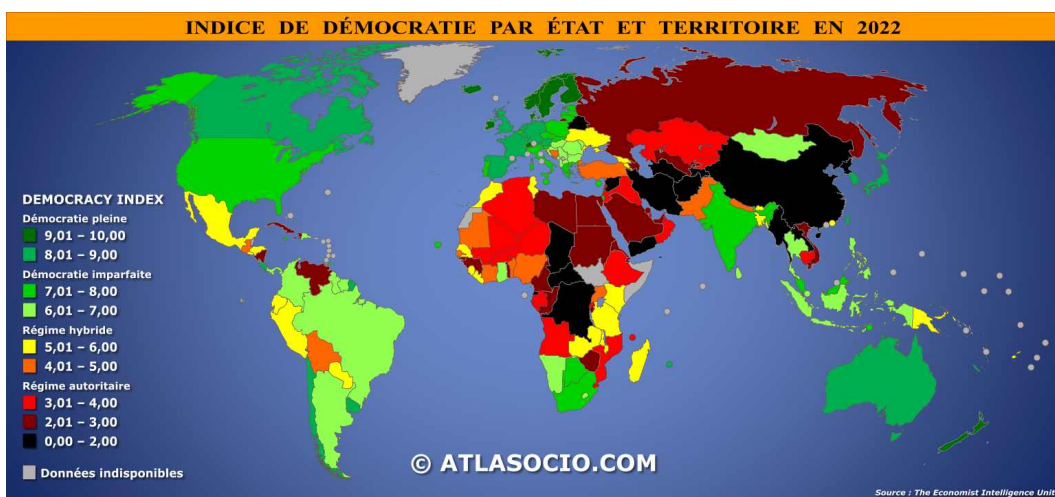 INDICE DE DÉMOCRATIE PAR ÉTAT ET TERRITOIRE EN 2022
DEMOCRACY INDEX
Démocratie pleine
9,01 – 10,00
8,01 – 9,00
Démocratie imparfaite
7,01 – 8,00
6,01 – 7,00
Régime hybride
5,01 – 6,00
4,01 – 5,00
Régime autoritaire
3,01 – 4,00
2,01 – 3,00
0,00 – 2,00
Données indisponibles
© ATLASOCIO.COM
Source : The Economist Intelligence Unit